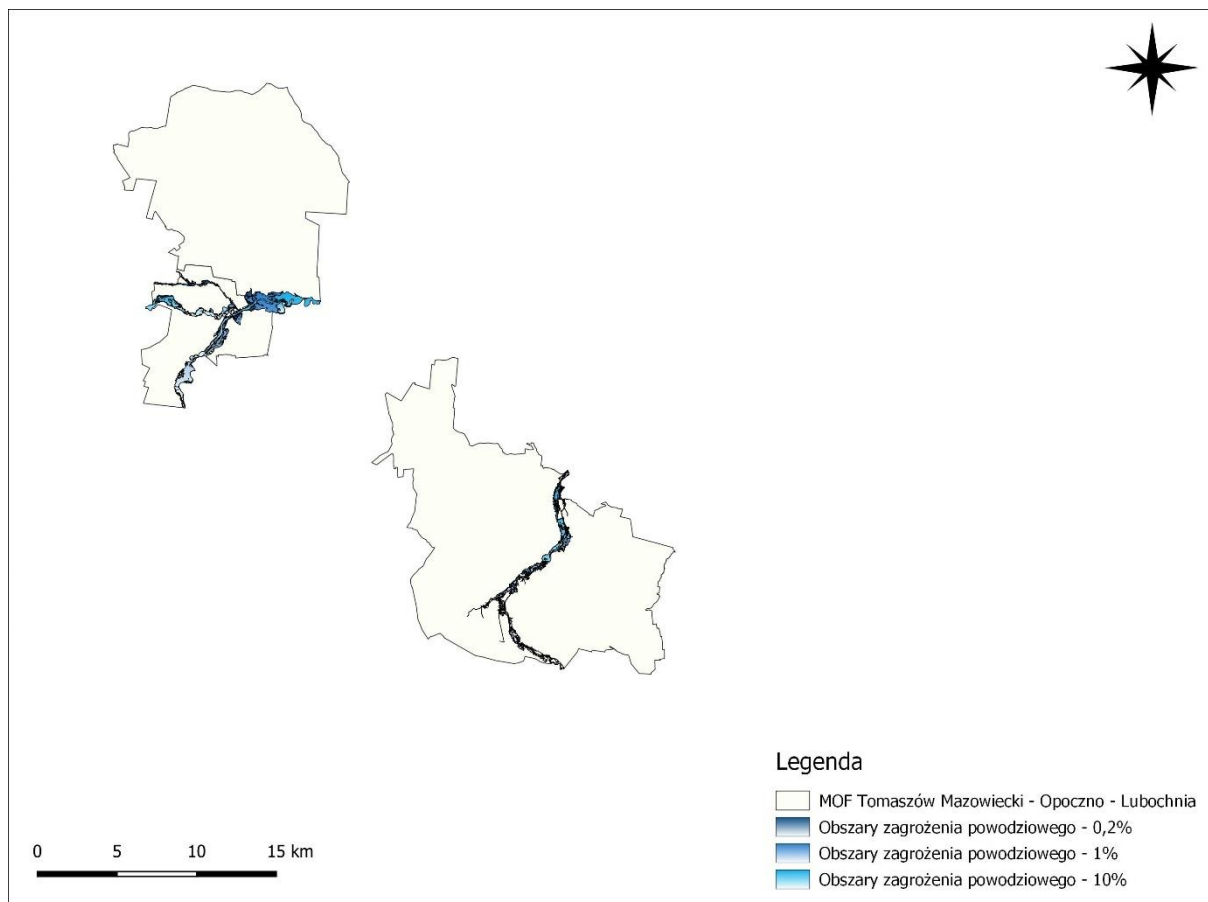 Legenda
MOF Tomaszów Mazowiecki - Opoczno - Lubochnia
Obszary zagrożenia powodziowego - 0,2%
Obszary zagrożenia powodziowego - 1%
Obszary zagrożenia powodziowego - 10%
0 5 10 15 km